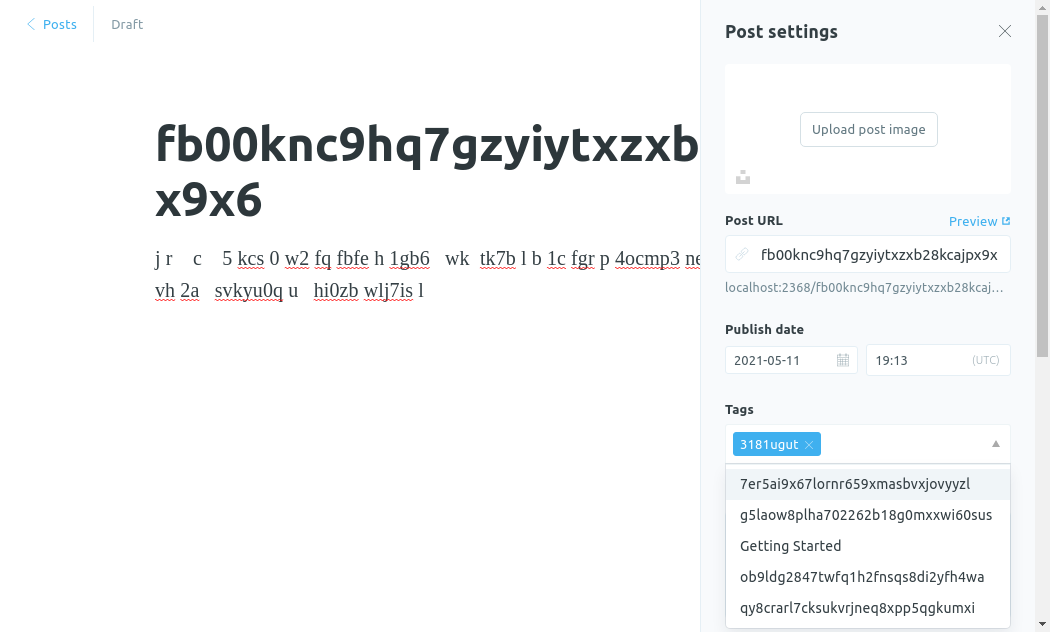 Posts
Draft
fb00knc9hq7gzyiytxzxb
x9x6
j r c 5 kcs 0 w2 fq fbfe h 1gb6 wk tk7b l b 1c fgr p 4ocmp3 ne
vh 2a svkyu0q u hi0zb wlj7is l
Post settings
Upload post image
Post URL
Preview
fb00knc9hq7gzyiytxzxb28kcajpx9x
localhost:2368/fb00knc9hq7gzyiytxzxb28kcaj...
Publish date
2021-05-11
19:13 (UTC)
Tags
3181ugut
7er5ai9x67lornr659xmasbvxjovyyzl
g5laow8plha702262b18g0mxxwi60sus
Getting Started
ob9ldg2847twfq1h2fnsqs8di2yfh4wa
qy8crarl7cksukvrjneq8xpp5qgkumxi